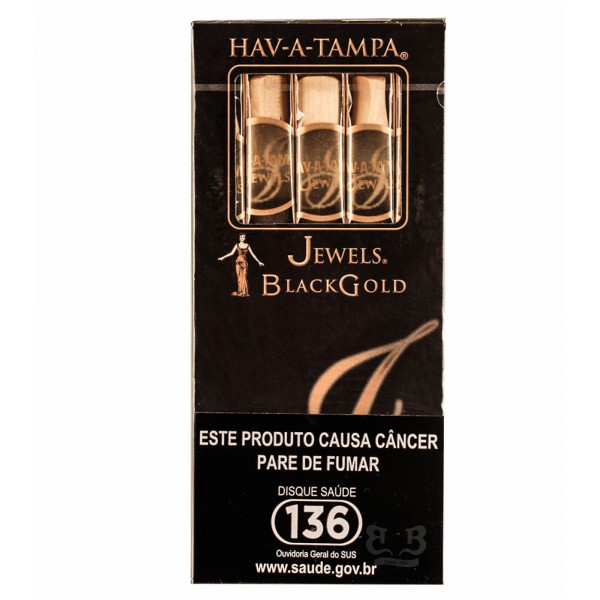 HAV-A-TAMPA®
JEWELS®
BLACKGOLD
ESTE PRODUTO CAUSA CÂNCER
PARE DE FUMAR
DISQUE SAÚDE
136
Ouvidoria Geral do SUS
www.saude.gov.br